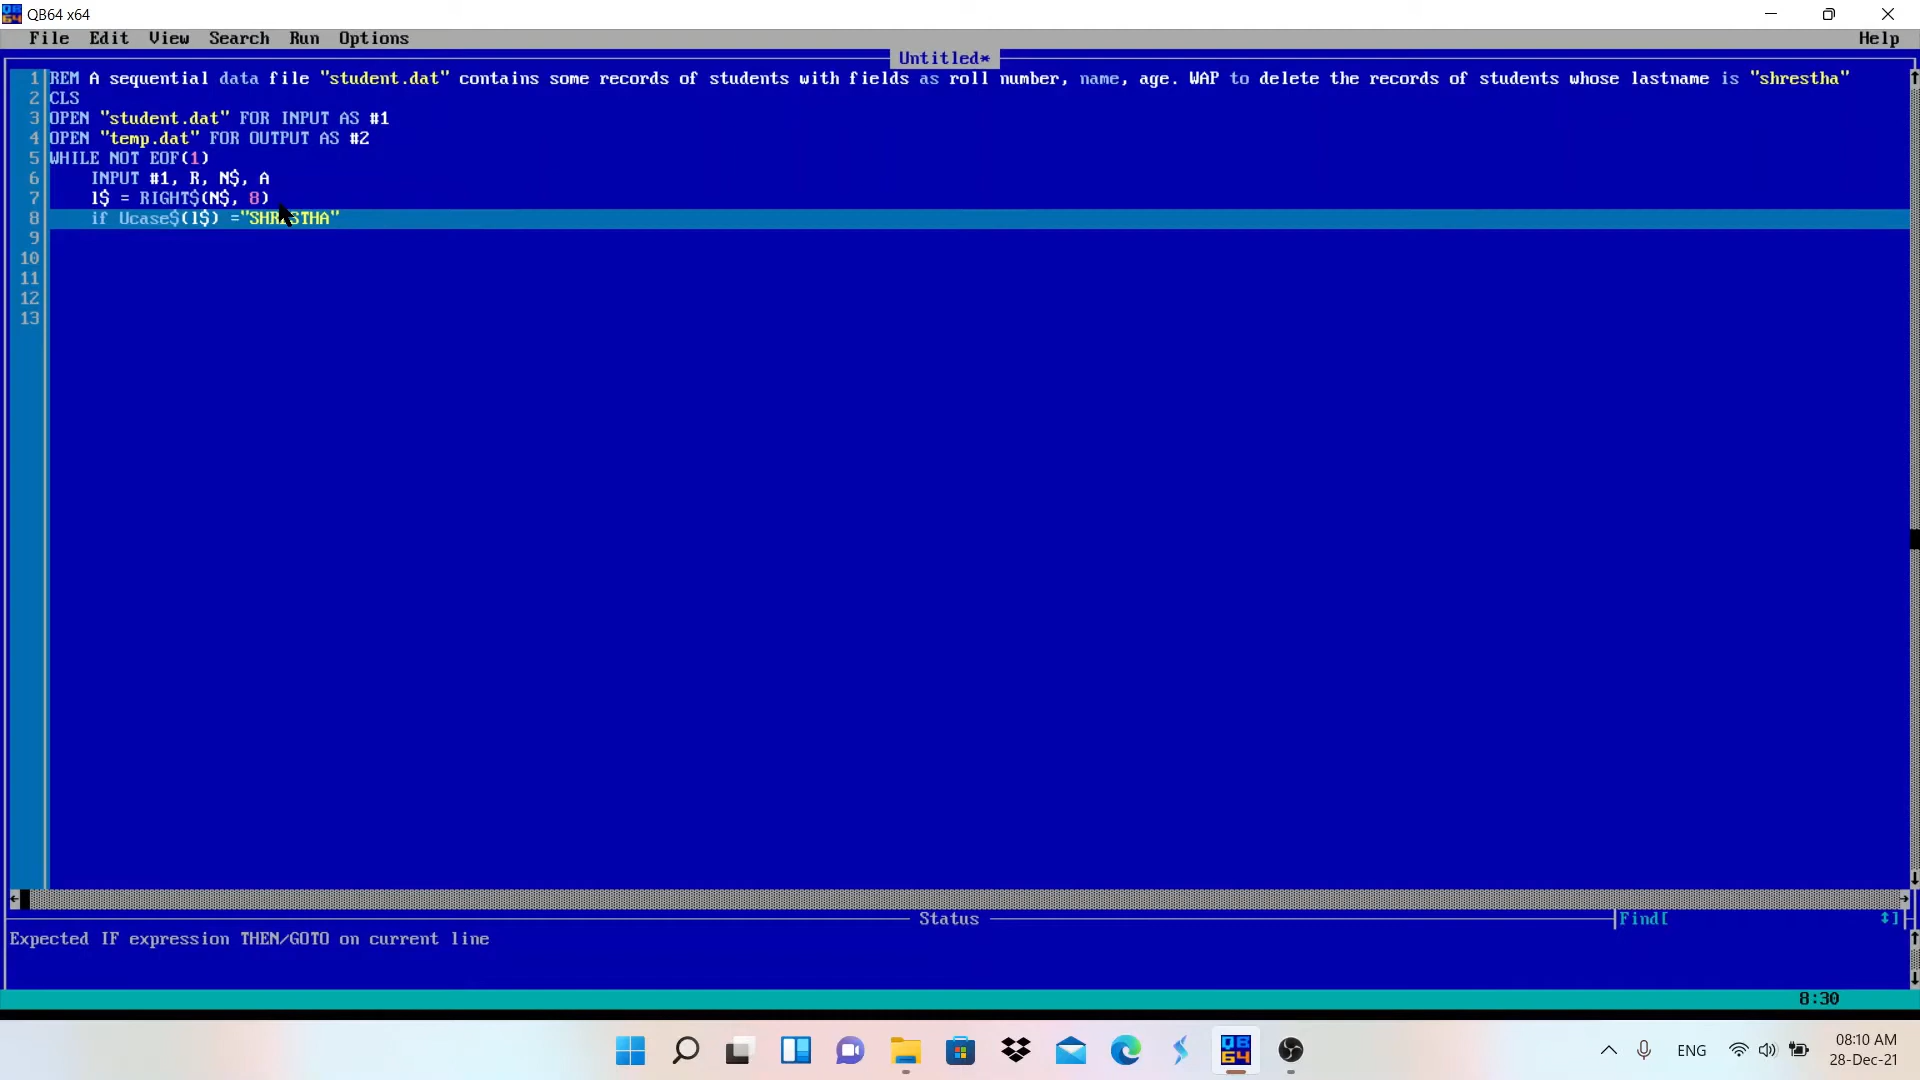 QB64 x64
File Edit View Search Run Options Help
Untitled*
1 REM A sequential data file "student.dat" contains some records of students with fields as roll number, name, age. WAP to delete the records of students whose lastname is "shrestha"
2 CLS
3 OPEN "student.dat" FOR INPUT AS #1
4 OPEN "temp.dat" FOR OUTPUT AS #2
5 WHILE NOT EOF(1)
6 INPUT #1, R, N$, A
7 l$ = RIGHT$(N$, 8)
8 if Ucase$(l$) ="SHRESTHA"
9
10
11
12
13
Status
Find[ ]
Expected IF expression THEN/GOTO on current line
8:30
QB64
ENG
08:10 AM
28-Dec-21